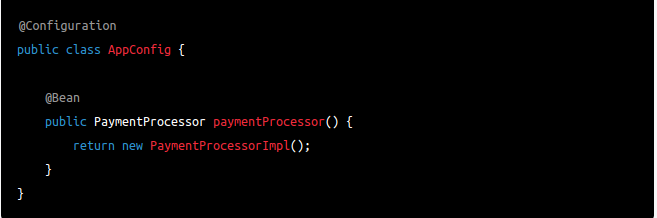 @Configuration
public class AppConfig {
@Bean
public PaymentProcessor paymentProcessor() {
return new PaymentProcessorImpl();
}
}